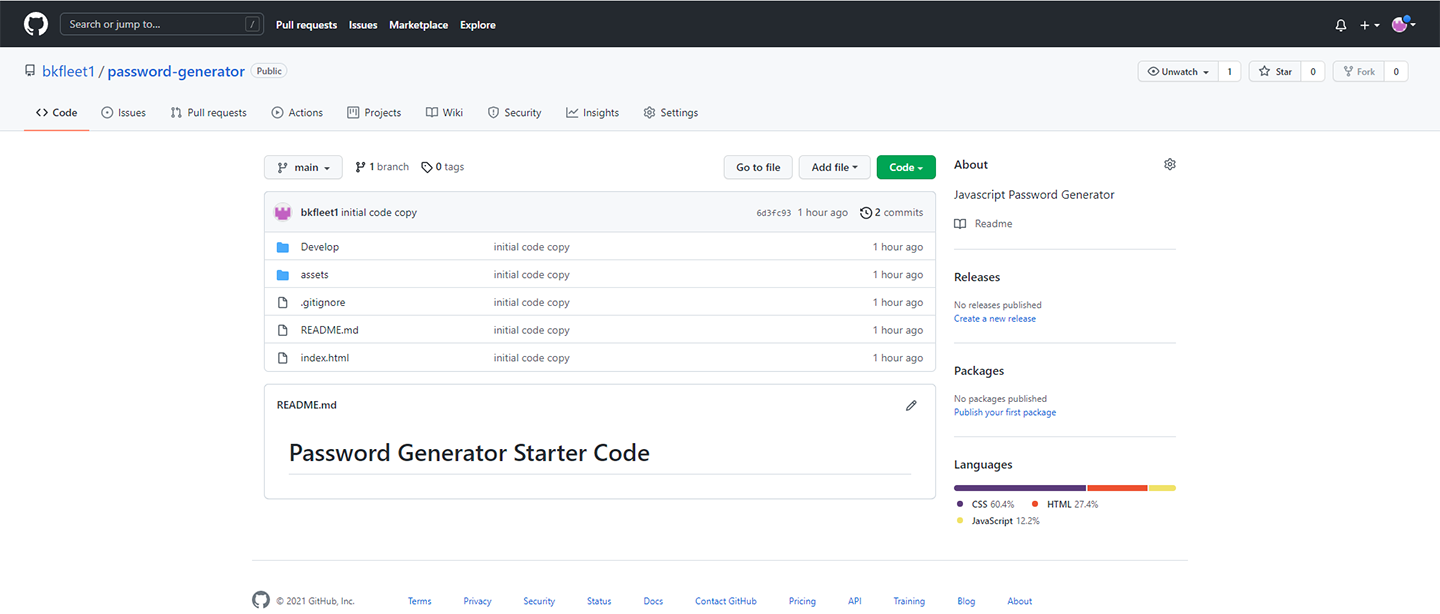 Search or jump to... /
Pull requests Issues Marketplace Explore
bkfleet1 / password-generator Public
Unwatch 1 Star 0 Fork 0
Code Issues Pull requests Actions Projects Wiki Security Insights Settings
main 1 branch 0 tags Go to file Add file Code
bkfleet1 initial code copy 6d3fc93 1 hour ago 2 commits
Develop initial code copy 1 hour ago
assets initial code copy 1 hour ago
.gitignore initial code copy 1 hour ago
README.md initial code copy 1 hour ago
index.html initial code copy 1 hour ago
README.md
Password Generator Starter Code
About
Javascript Password Generator
Readme
Releases
No releases published
Create a new release
Packages
No packages published
Publish your first package
Languages
CSS 60.4% HTML 27.4%
JavaScript 12.2%
© 2021 GitHub, Inc. Terms Privacy Security Status Docs Contact GitHub Pricing API Training Blog About